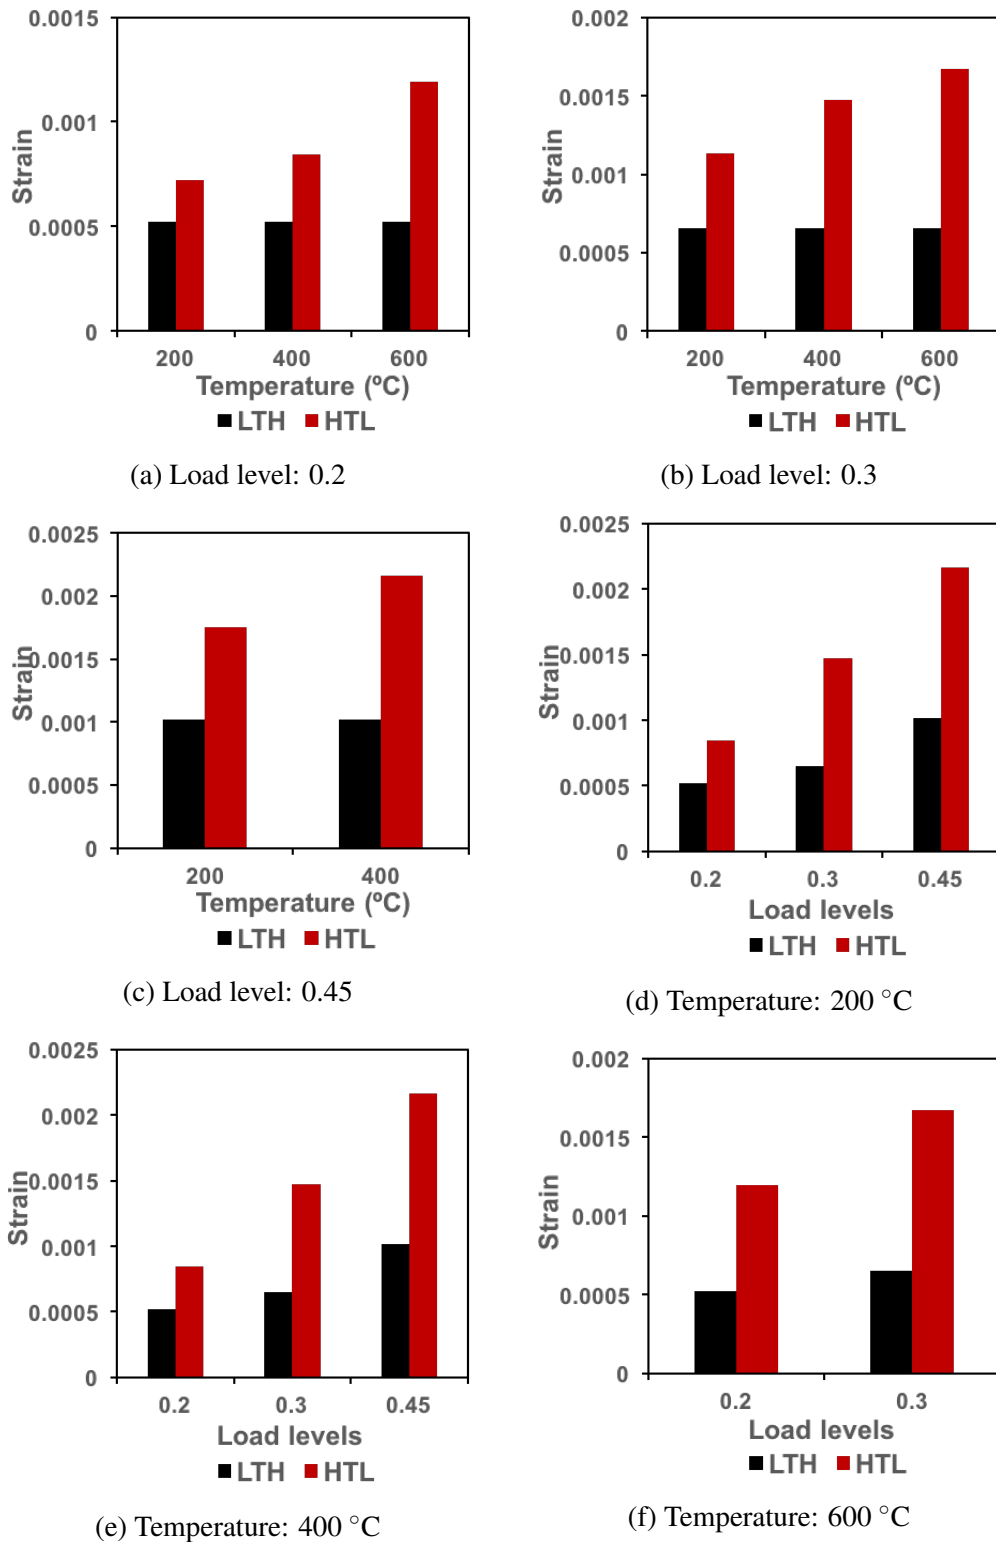 0.0015
0.001
0.0005
0
Strain
200 400 600
Temperature (ºC)
LTH HTL
(a) Load level: 0.2
0.002
0.0015
0.001
0.0005
0
Strain
200 400 600
Temperature (ºC)
LTH HTL
(b) Load level: 0.3
0.0025
0.002
0.0015
0.001
0.0005
0
Strain
200 400
Temperature (ºC)
LTH HTL
(c) Load level: 0.45
0.0025
0.002
0.0015
0.001
0.0005
0
Strain
0.2 0.3 0.45
Load levels
LTH HTL
(d) Temperature: 200 °C
0.0025
0.002
0.0015
0.001
0.0005
0
Strain
0.2 0.3 0.45
Load levels
LTH HTL
(e) Temperature: 400 °C
0.002
0.0015
0.001
0.0005
0
Strain
0.2 0.3
Load levels
LTH HTL
(f) Temperature: 600 °C